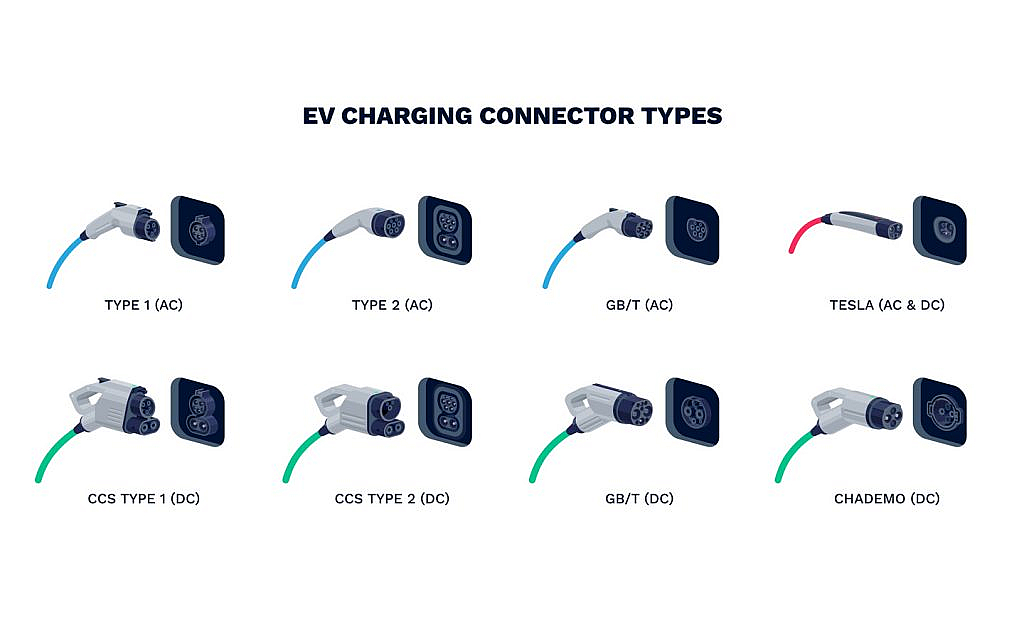 EV CHARGING CONNECTOR TYPES
TYPE 1 (AC)
TYPE 2 (AC)
GB/T (AC)
TESLA (AC & DC)
CCS TYPE 1 (DC)
CCS TYPE 2 (DC)
GB/T (DC)
CHADEMO (DC)